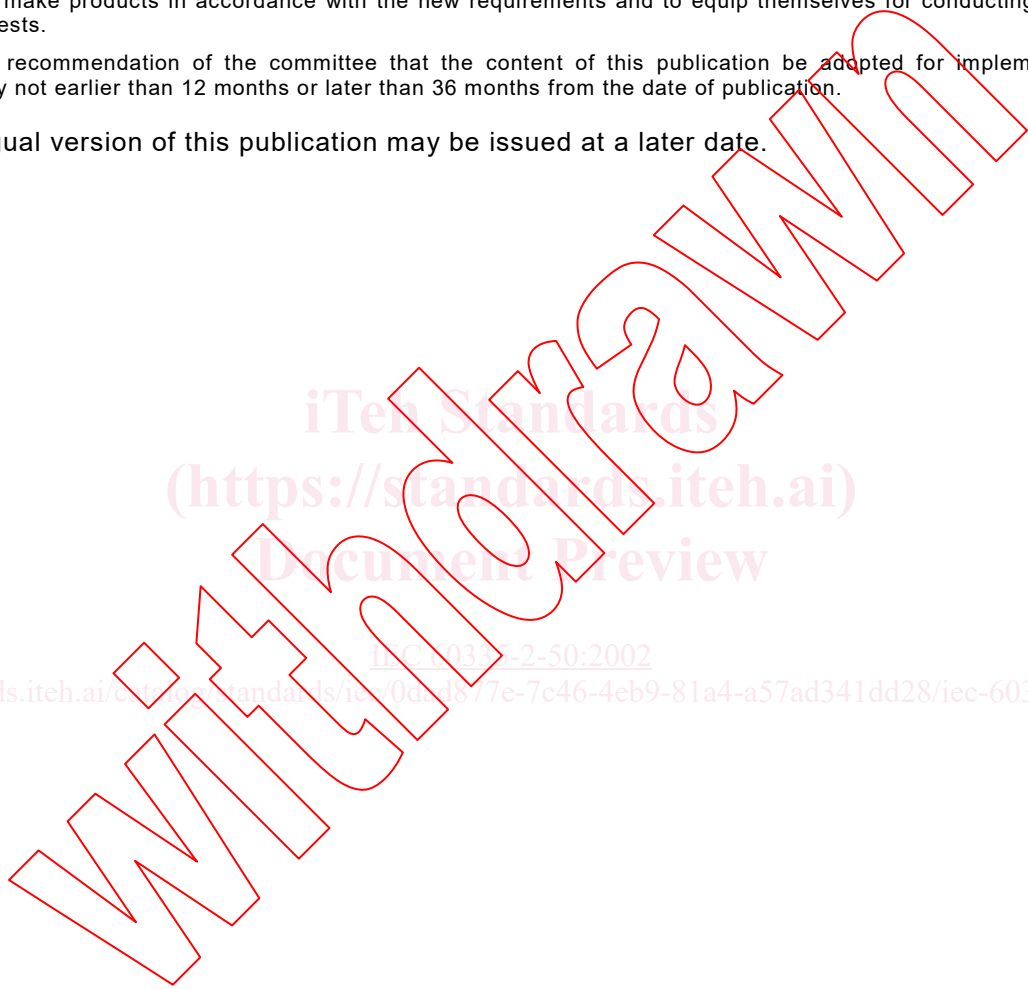 make products in accordance with the new requirements and to equip themselves for conducting
ests.
recommendation of the committee that the content of this publication be adopted for implem
y not earlier than 12 months or later than 36 months from the date of publication.
gual version of this publication may be issued at a later date.
withdrawn
iTeh Standards
(https://standards.iteh.ai)
Document Preview
IEC 60335-2-50:2002
ds.iteh.ai/catalog/standards/iec/0dad877e-7c46-4eb9-81a4-a57ad341dd28/iec-603